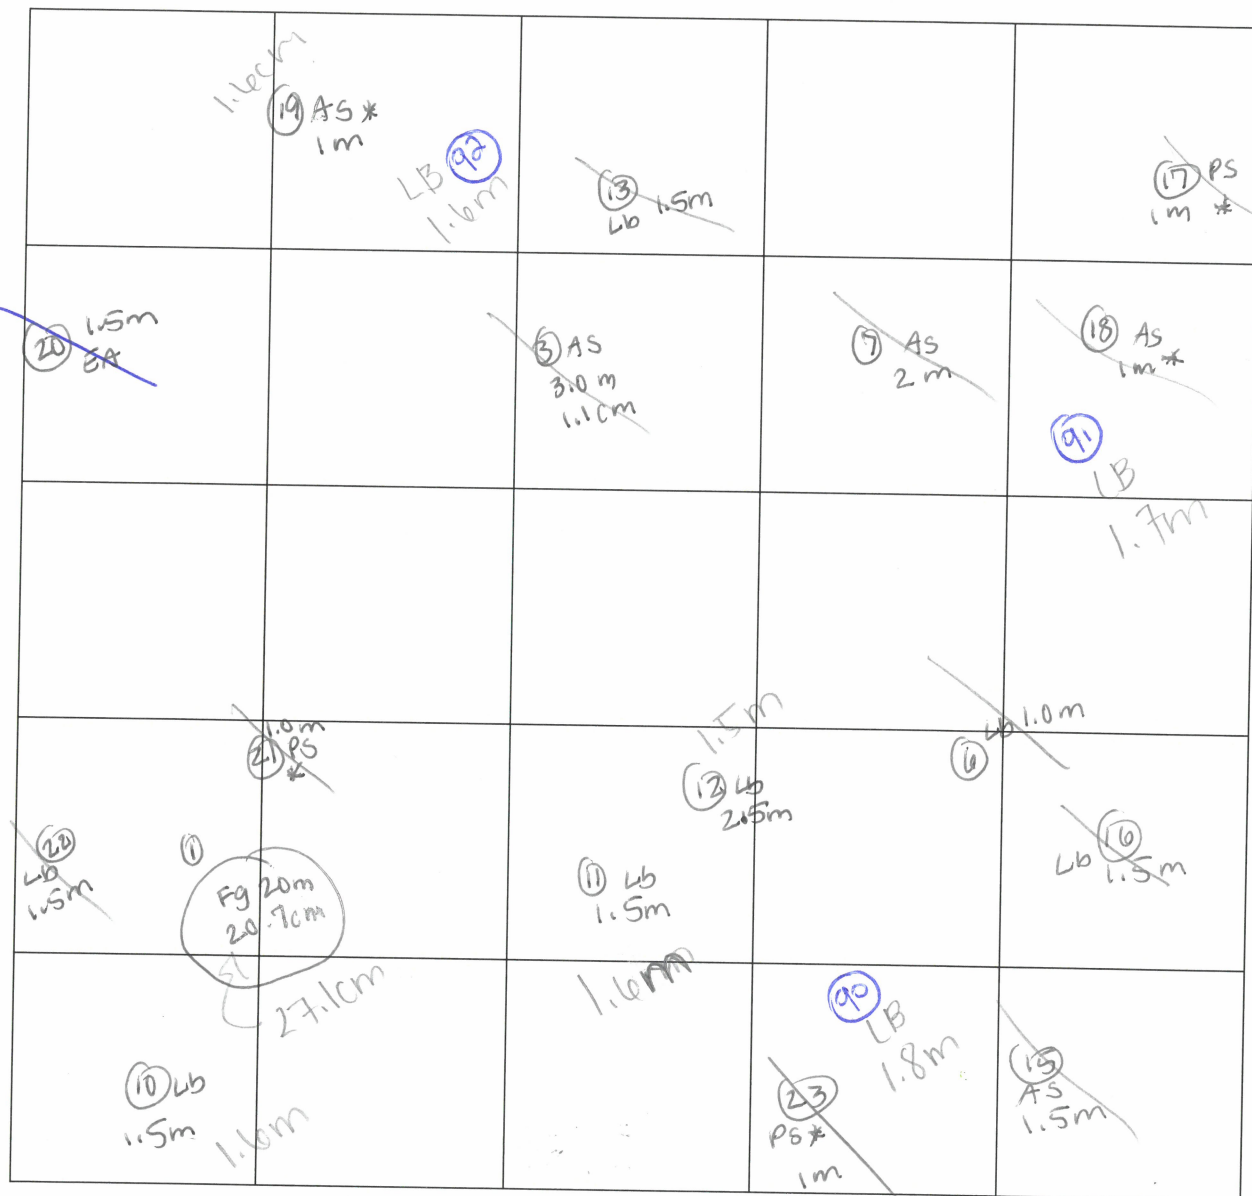 1.6cm
19 AS *
1m
92
LB
1.6m
13
Lb 1.5m
17 PS
1m *
20 1.5m
EA
3 AS
3.0 m
1.1cm
AS
2 m
18 AS
1m *
91
LB
1.7m
1.0m
21 PS
*
1.5m
12 Lb
2.5m
Lb 1.0m
6
22
Lb
1.5m
1
Fg 20m
20.7cm
27.1cm
11 Lb
1.5m
1.6m
16
Lb 1.5m
10 Lb
1.5m
1.6m
90
LB
1.8m
23
PS *
1m
15
AS
1.5m